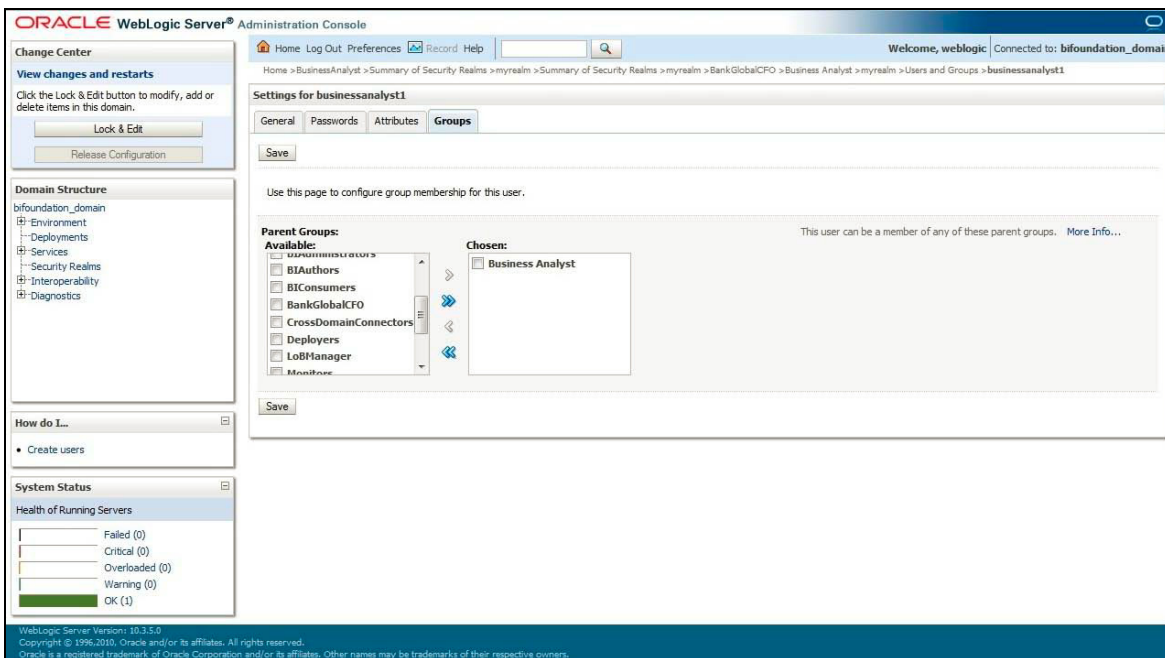 ORACLE WebLogic Server® Administration Console
Change Center
View changes and restarts
Click the Lock & Edit button to modify, add or
delete items in this domain.
Lock & Edit
Release Configuration
Domain Structure
bifoundation_domain
Environment
Deployments
Services
Security Realms
Interoperability
Diagnostics
How do I...
Create users
System Status
Health of Running Servers
Failed (0)
Critical (0)
Overloaded (0)
Warning (0)
OK (1)
Home Log Out Preferences Record Help
Welcome, weblogic Connected to: bifoundation_domai
Home >BusinessAnalyst >Summary of Security Realms >myrealm >Summary of Security Realms >myrealm >BankGlobalCFO >Business Analyst >myrealm >Users and Groups >businessanalyst1
Settings for businessanalyst1
General Passwords Attributes Groups
Save
Use this page to configure group membership for this user.
Parent Groups:
This user can be a member of any of these parent groups. More Info...
Available:
BIAdministrators
BIAuthors
BIConsumers
BankGlobalCFO
CrossDomainConnectors
Deployers
LoBManager
Monitors
Chosen:
Business Analyst
Save
WebLogic Server Version: 10.3.5.0
Copyright © 1996,2010, Oracle and/or its affiliates. All rights reserved.
Oracle is a registered trademark of Oracle Corporation and/or its affiliates. Other names may be trademarks of their respective owners.